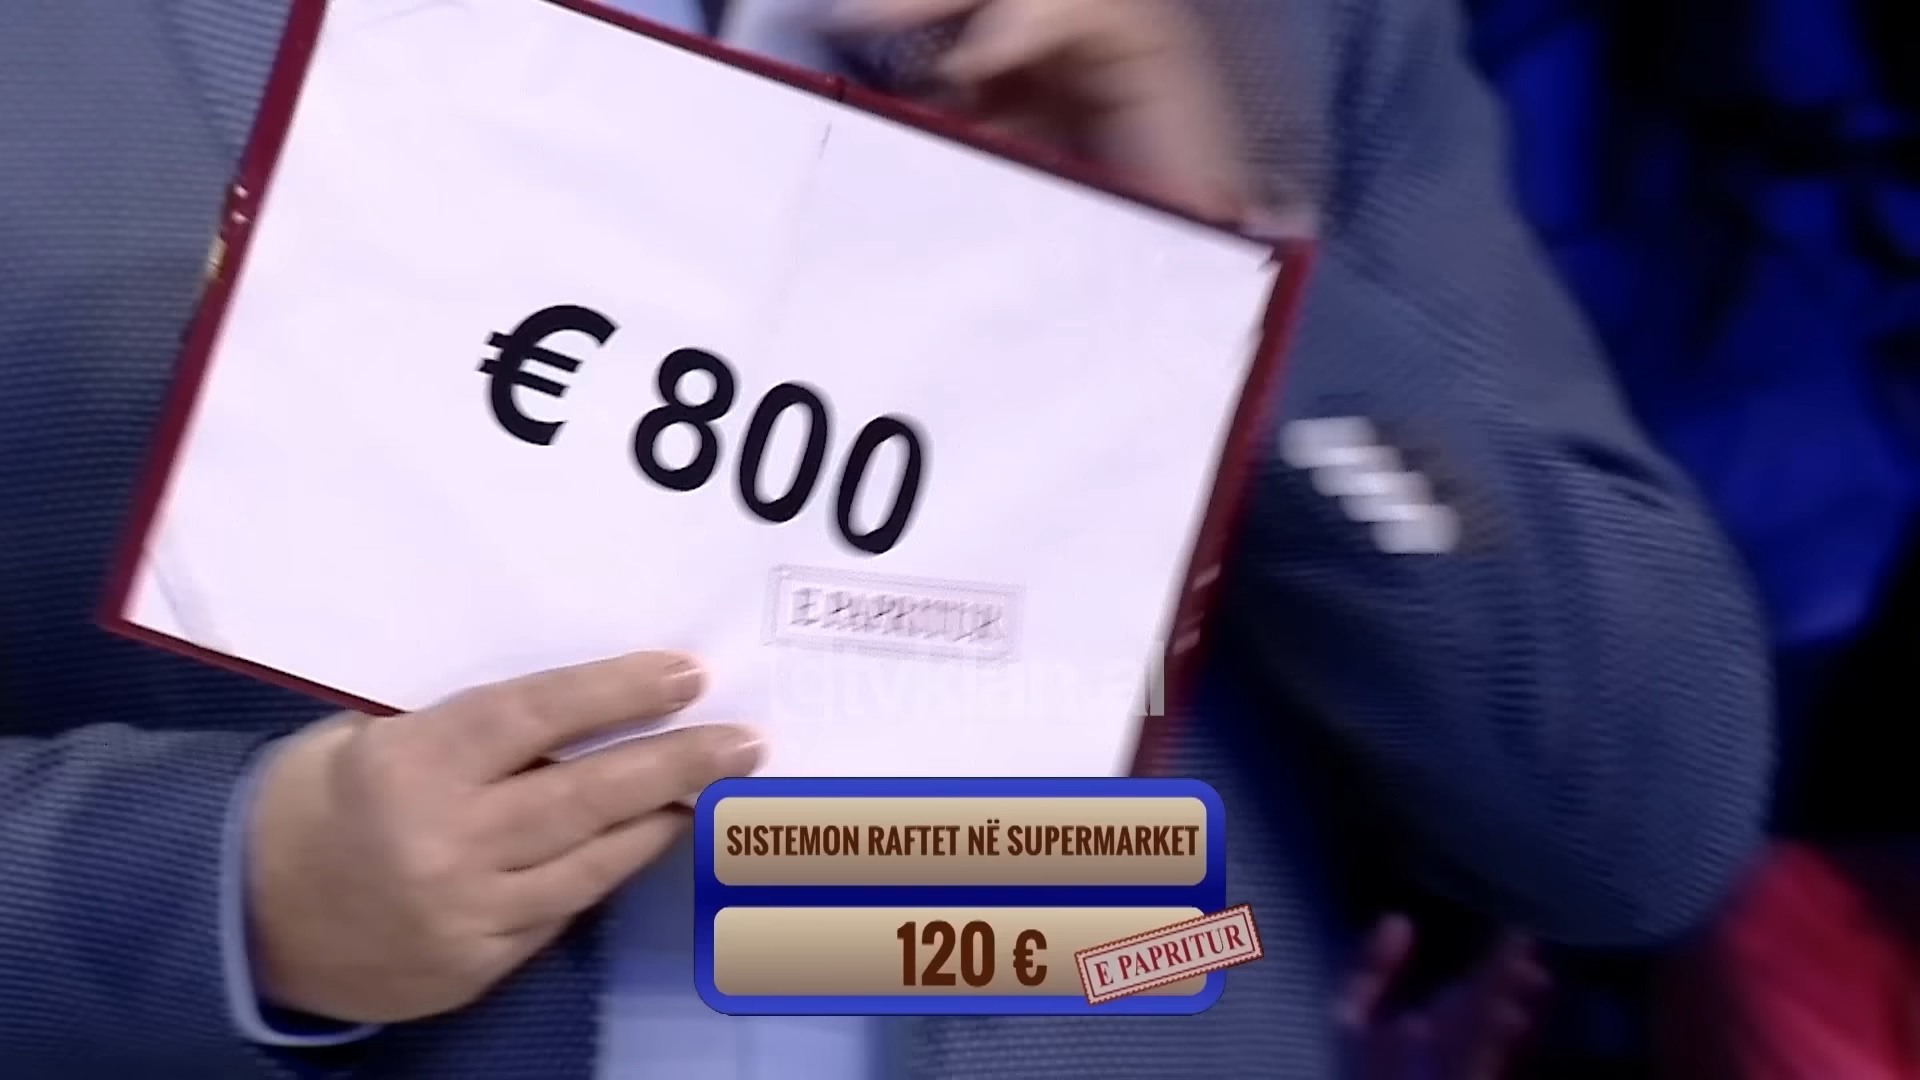 € 800
E PAPRITUR
SISTEMON RAFTET NË SUPERMARKET
120 €
E PAPRITUR